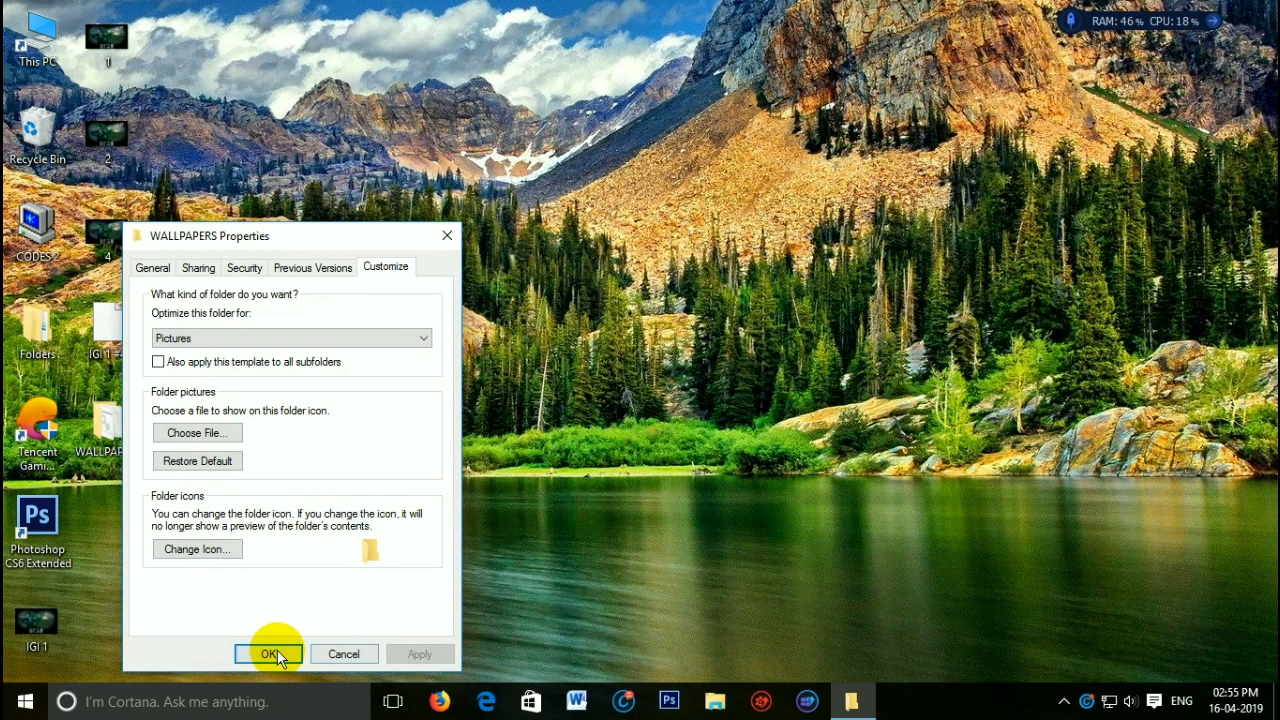 RAM: 46 % CPU: 18 %
This PC
1
Recycle Bin
2
CODES 2
4
Folders
IGI 1 #4
Tencent
Gami...
WALLPAP
Ps
Photoshop
CS6 Extended
IGI 1
WALLPAPERS Properties
General Sharing Security Previous Versions Customize
What kind of folder do you want?
Optimize this folder for:
Pictures
Also apply this template to all subfolders
Folder pictures
Choose a file to show on this folder icon.
Choose File...
Restore Default
Folder icons
You can change the folder icon. If you change the icon, it will
no longer show a preview of the folder's contents.
Change Icon...
OK Cancel Apply
I'm Cortana. Ask me anything.
W
Ps
ENG
02:55 PM
16-04-2019